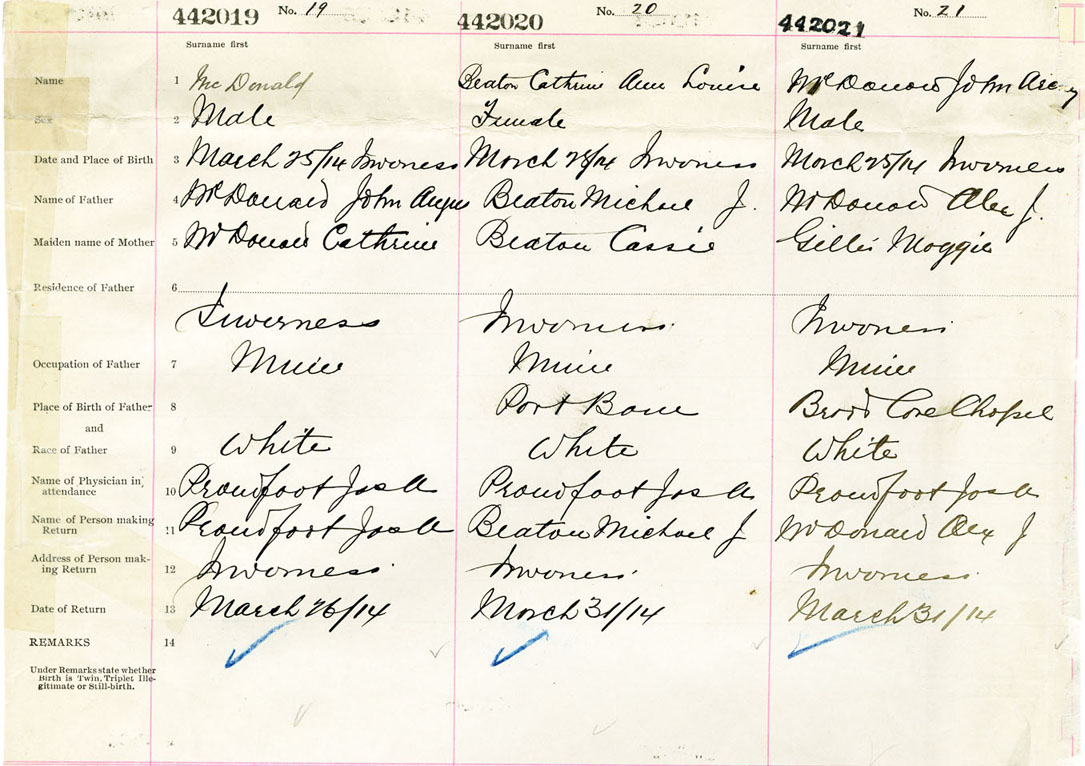 442019 No. 19 442020 No. 20 442021 No. 21
Surname first Surname first Surname first
Name 1 McDonald Beaton Cathrine Ann Louise McDonald John
Sex 2 Male Female Male
Date and Place of Birth 3 March 25/14 Inverness March 28/14 Inverness March 25/14 Inverness
Name of Father 4 McDonald John Angus Beaton Michael J. McDonald Alex J.
Maiden name of Mother 5 McDonald Cathrine Beaton Cassie Gillis Maggie
Residence of Father 6
Inverness Inverness Inverness
Occupation of Father 7 Miner Miner Miner
Place of Birth of Father 8 Port Broad Cove Chapel
and
Race of Father 9 White White White
Name of Physician in
attendance 10 Proudfoot Jas A Proudfoot Jas A Proudfoot Jas A
Name of Person making
Return 11 Proudfoot Jas A Beaton Michael J McDonald Alex J
Address of Person mak-
ing Return 12 Inverness Inverness Inverness
Date of Return 13 March 26/14 March 31/14 March 31/14
REMARKS 14
Under Remarks state whether
Birth is Twin, Triplet Ille-
gitimate or Still-birth.